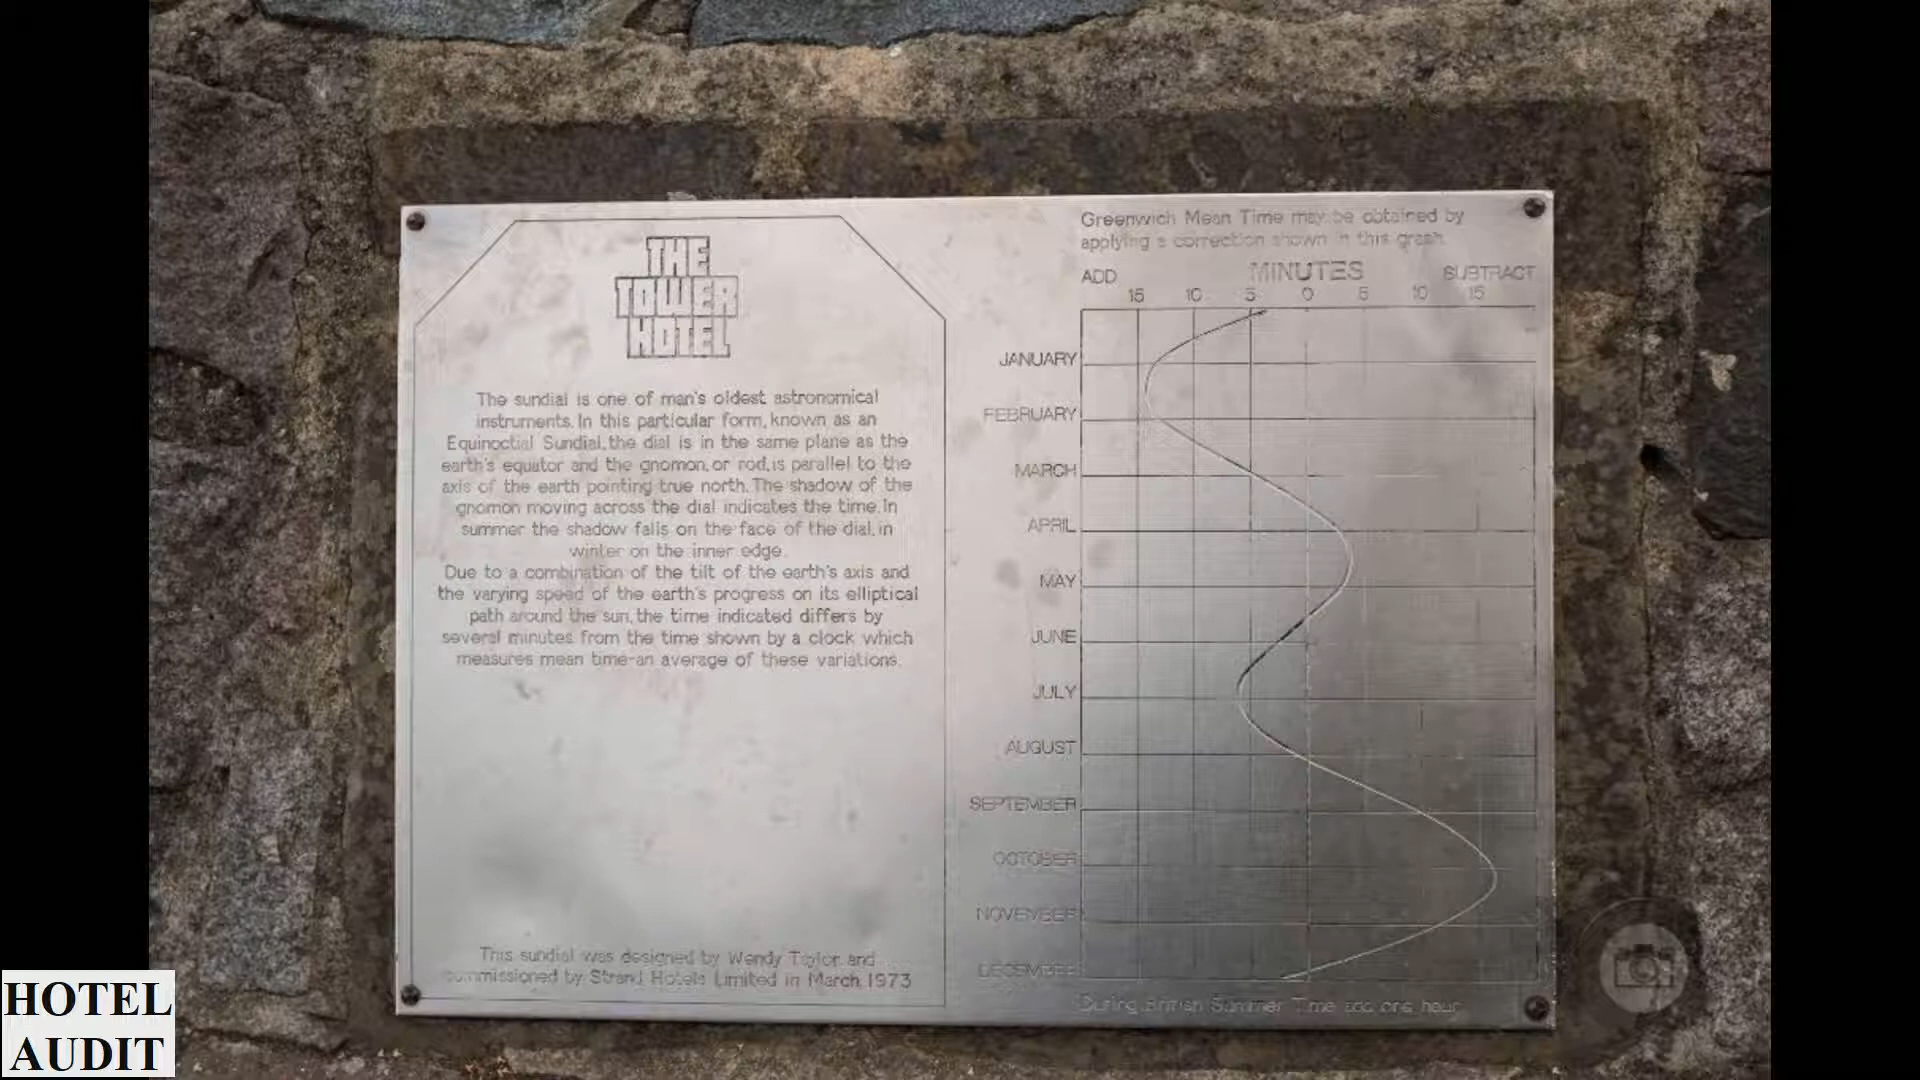 THE
TOWER
HOTEL
The sundial is one of man's oldest astronomical
instruments. In this particular form, known as an
Equinoctial Sundial, the dial is in the same plane as the
earth's equator and the gnomon, or rod, is parallel to the
axis of the earth pointing true north. The shadow of the
gnomon moving across the dial indicates the time. In
summer the shadow falls on the face of the dial, in
winter on the inner edge.
Due to a combination of the tilt of the earth's axis and
the varying speed of the earth's progress on its elliptical
path around the sun, the time indicated differs by
several minutes from the time shown by a clock which
measures mean time-an average of these variations.
This sundial was designed by Wendy Taylor and
commissioned by Strand Hotels Limited in March 1973
Greenwich Mean Time may be obtained by
applying a correction shown in this graph
ADD MINUTES SUBTRACT
15 10 5 0 5 10 15
JANUARY
FEBRUARY
MARCH
APRIL
MAY
JUNE
JULY
AUGUST
SEPTEMBER
OCTOBER
NOVEMBER
DECEMBER
During British Summer Time add one hour
HOTEL
AUDIT